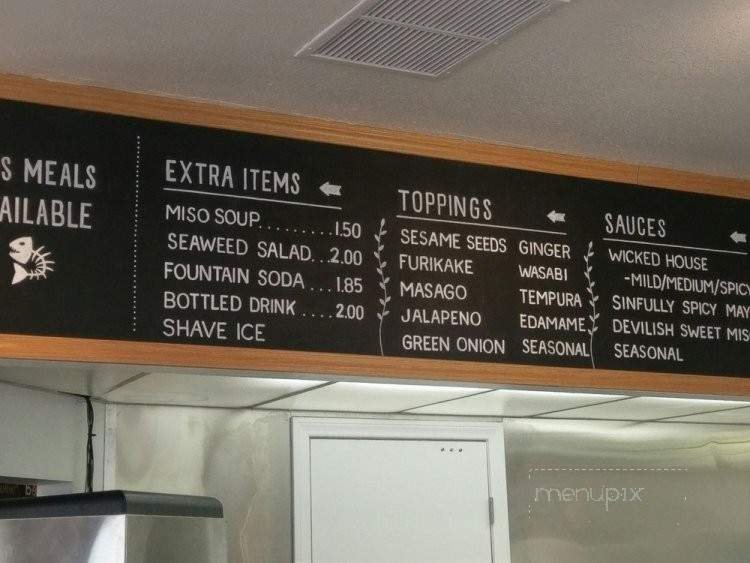 S MEALS
AILABLE
EXTRA ITEMS
MISO SOUP.........1.50
SEAWEED SALAD...2.00
FOUNTAIN SODA...1.85
BOTTLED DRINK....2.00
SHAVE ICE
TOPPINGS
SESAME SEEDS
FURIKAKE
MASAGO
JALAPENO
GREEN ONION
GINGER
WASABI
TEMPURA
EDAMAME
SEASONAL
SAUCES
WICKED HOUSE
-MILD/MEDIUM/SPICY
SINFULLY SPICY MAY
DEVILISH SWEET MIS
SEASONAL
menupix